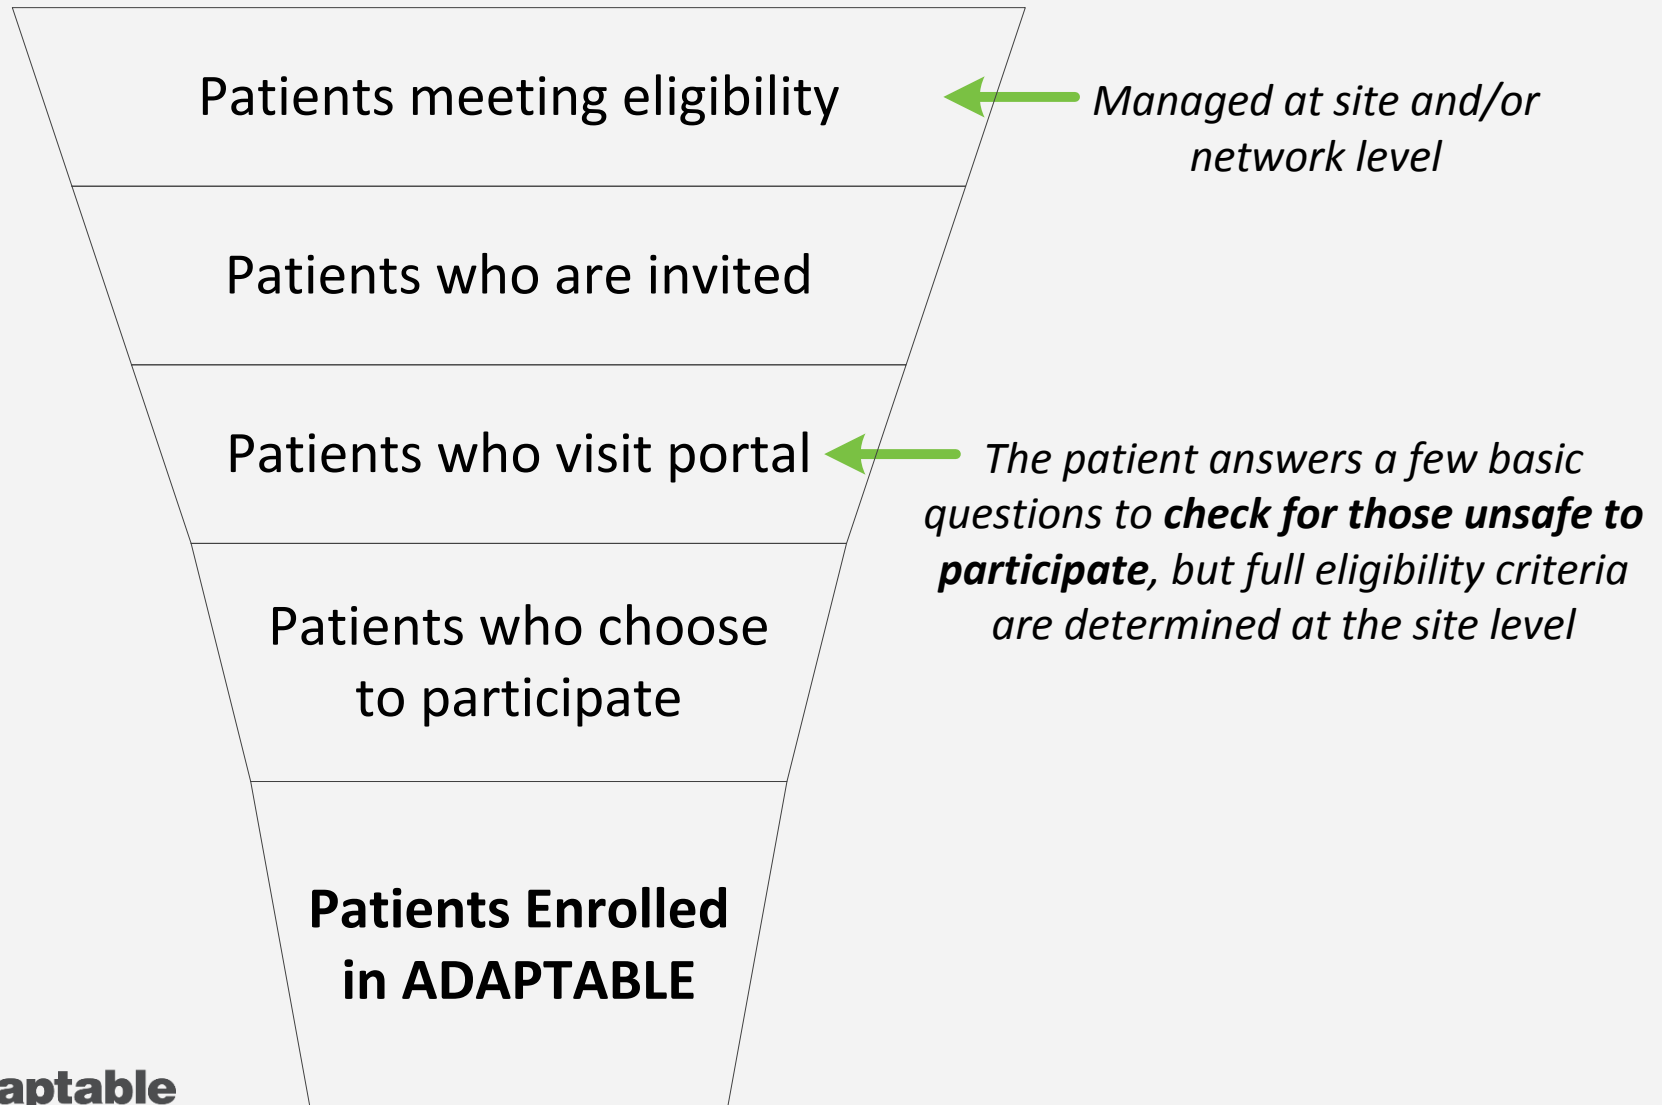 Patients meeting eligibility
Managed at site and/or
network level
Patients who are invited
Patients who visit portal
The patient answers a few basic
questions to check for those unsafe to
participate, but full eligibility criteria
are determined at the site level
Patients who choose
to participate
Patients Enrolled
in ADAPTABLE
aptable